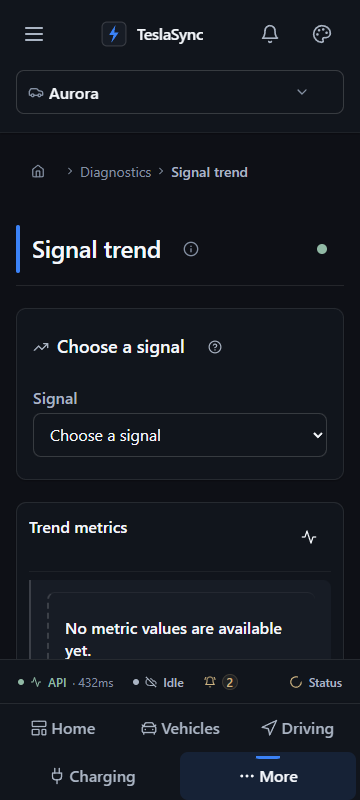 TeslaSync
Aurora
Diagnostics > Signal trend
Signal trend
Choose a signal
Signal
Choose a signal
Trend metrics
No metric values are available
yet.
API · 432ms Idle 2 Status
Home Vehicles Driving
Charging More